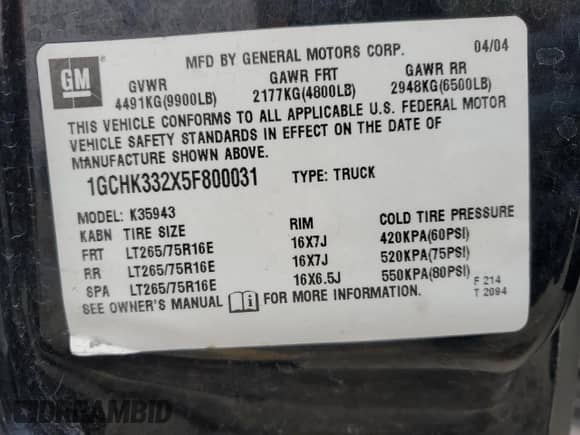 GM
MFD BY GENERAL MOTORS CORP. 04/04
GVWR GAWR FRT GAWR RR
4491KG(9900LB) 2177KG(4800LB) 2948KG(6500LB)
THIS VEHICLE CONFORMS TO ALL APPLICABLE U.S. FEDERAL MOTOR
VEHICLE SAFETY STANDARDS IN EFFECT ON THE DATE OF
MANUFACTURE SHOWN ABOVE.
1GCHK332X5F800031 TYPE: TRUCK
MODEL: K35943
KABN TIRE SIZE RIM COLD TIRE PRESSURE
FRT LT265/75R16E 16X7J 420KPA(60PSI)
RR LT265/75R16E 16X7J 520KPA(75PSI)
SPA LT265/75R16E 16X6.5J 550KPA(80PSI)
SEE OWNER'S MANUAL i FOR MORE INFORMATION.
F 214
T 2094
DREAMBID